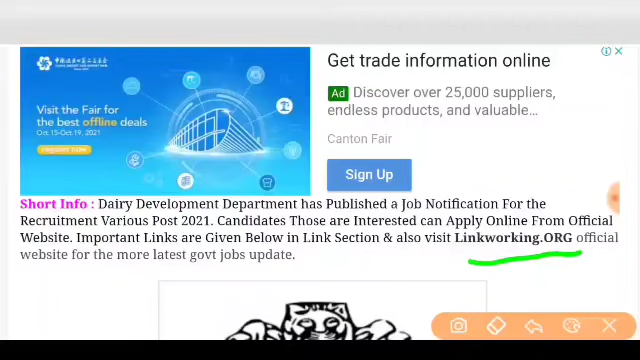 Visit the Fair for
the best offline deals
Oct 15-Oct 19, 2021
Get trade information online
Ad Discover over 25,000 suppliers,
endless products, and valuable...
Canton Fair
Sign Up
Short Info : Dairy Development Department has Published a Job Notification For the
Recruitment Various Post 2021. Candidates Those are Interested can Apply Online From Official
Website. Important Links are Given Below in Link Section & also visit Linkworking.ORG official
website for the more latest govt jobs update.